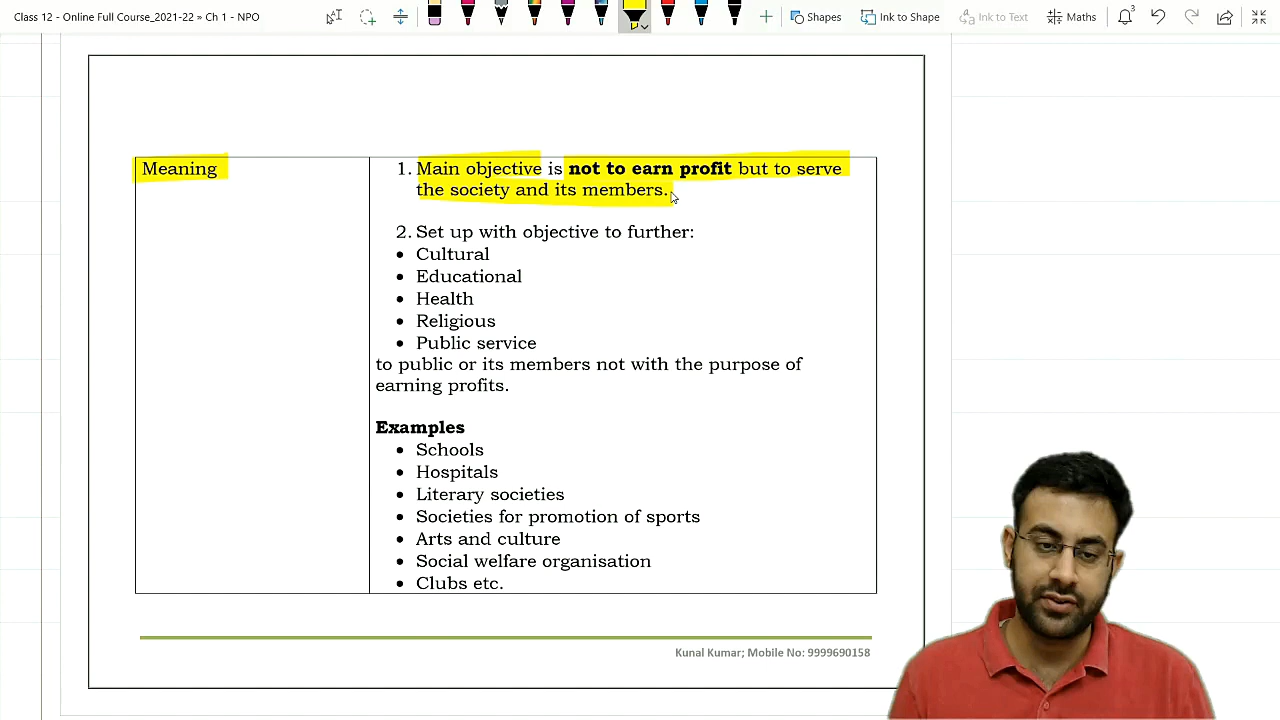 Class 12 - Online Full Course_2021-22 » Ch 1 - NPO
Shapes
Ink to Shape
Ink to Text
Maths
3
Meaning
1. Main objective is not to earn profit but to serve
the society and its members.
2. Set up with objective to further:
• Cultural
• Educational
• Health
• Religious
• Public service
to public or its members not with the purpose of
earning profits.
Examples
• Schools
• Hospitals
• Literary societies
• Societies for promotion of sports
• Arts and culture
• Social welfare organisation
• Clubs etc.
Kunal Kumar; Mobile No: 9999690158